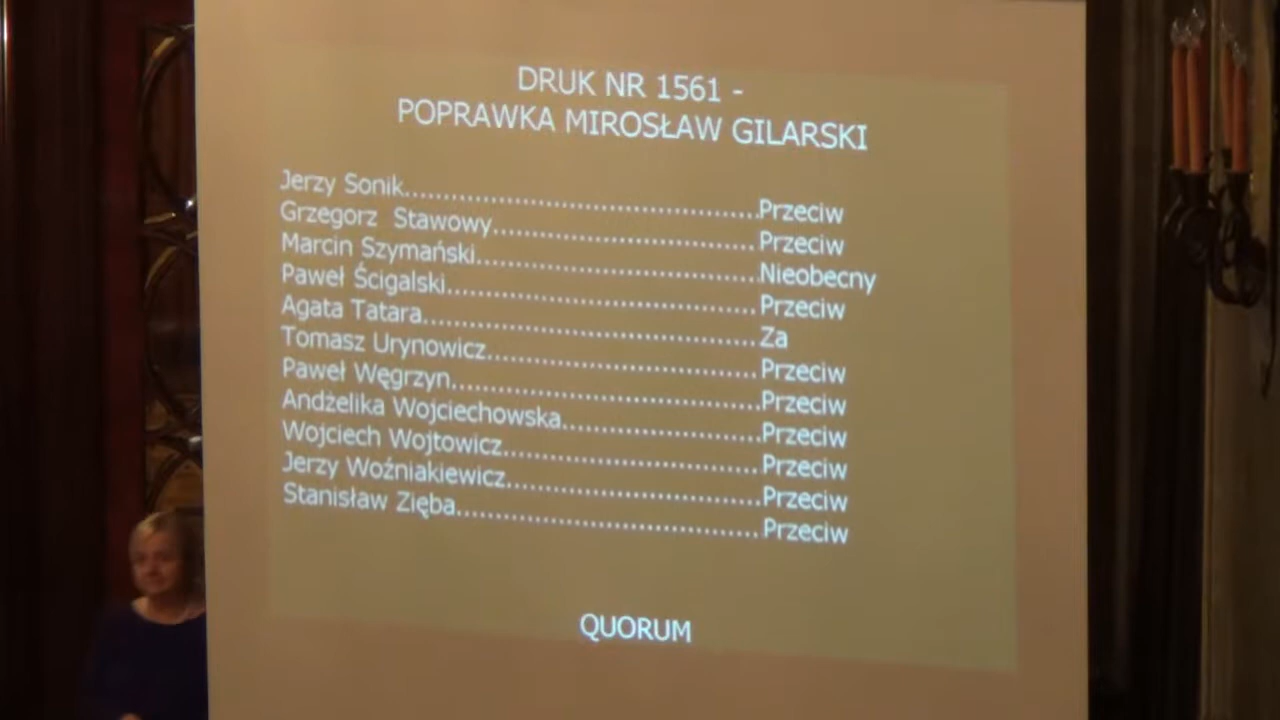 DRUK NR 1561 -
POPRAWKA MIROSŁAW GILARSKI
Jerzy Sonik................................................Przeciw
Grzegorz  Stawowy...................................Przeciw
Marcin Szymański.....................................Nieobecny
Paweł Ścigalski.........................................Przeciw
Agata Tatara............................................Za
Tomasz Urynowicz....................................Przeciw
Paweł Węgrzyn.........................................Przeciw
Andżelika Wojciechowska..........................Przeciw
Wojciech Wojtowicz..................................Przeciw
Jerzy Woźniakiewicz.................................Przeciw
Stanisław Zięba........................................Przeciw
QUORUM